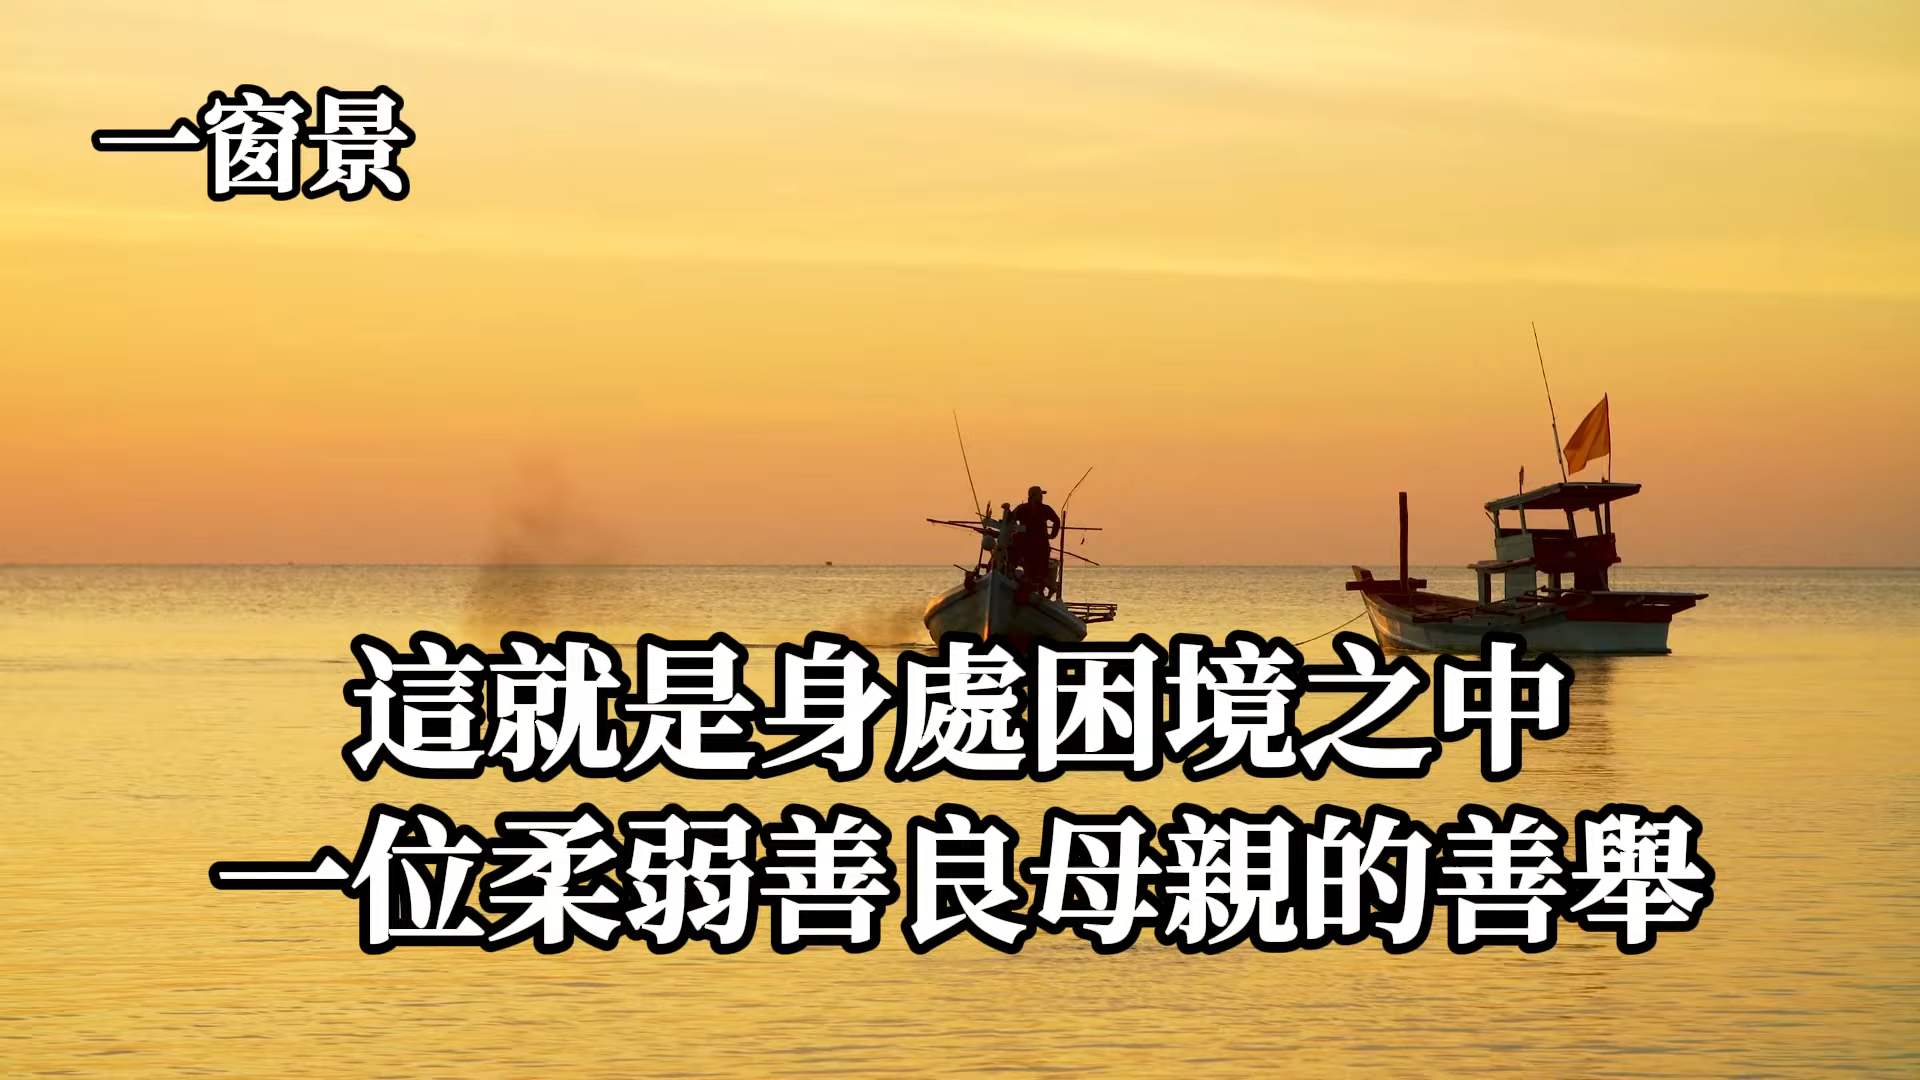 一窗景
這就是身處困境之中
一位柔弱善良母親的善舉